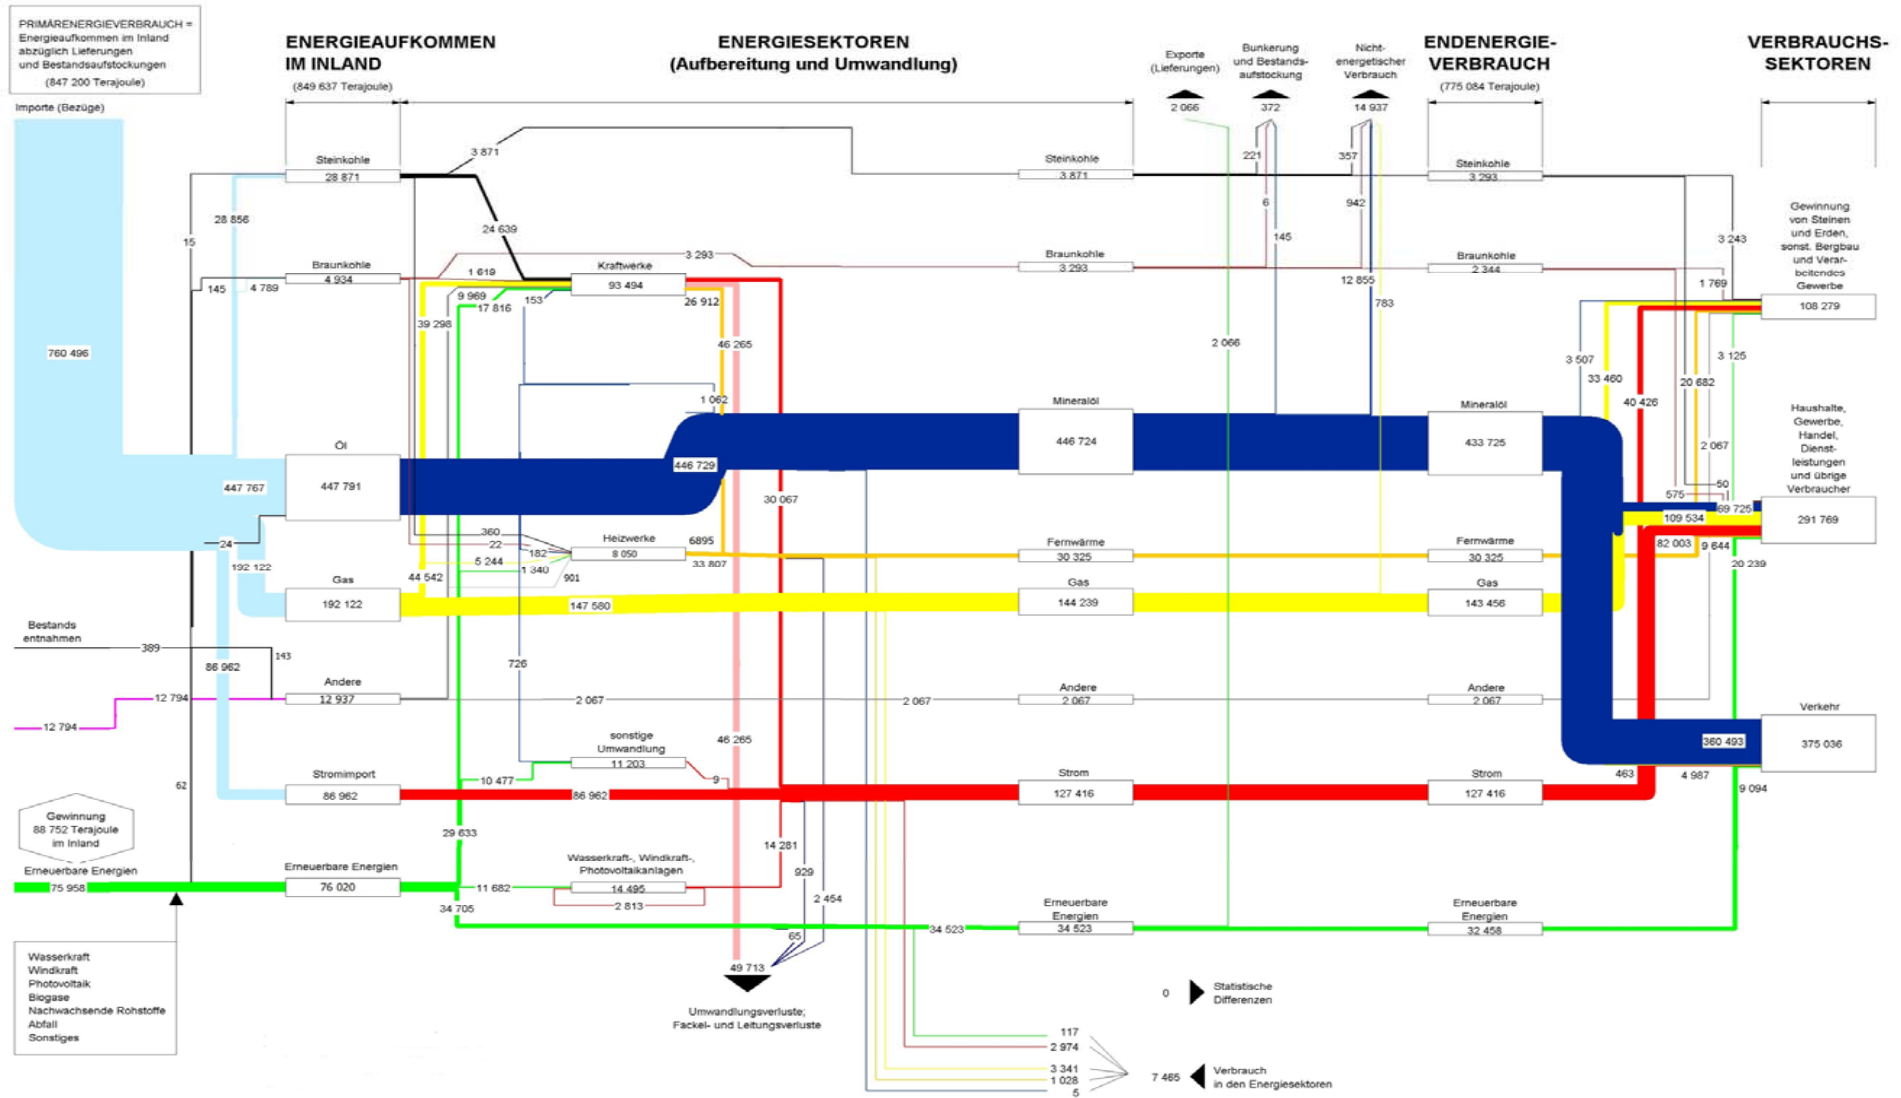 PRIMÄRENERGIEVERBRAUCH =
Energieaufkommen im Inland
abzüglich Lieferungen
und Bestandsaufstockungen
(847 200 Terajoule)
ENERGIEAUFKOMMEN
IM INLAND
(849 637 Terajoule)
ENERGIESEKTOREN
(Aufbereitung und Umwandlung)
Exporte
(Lieferungen)
2 066
Bunkerung
und Bestands-
aufstockung
372
Nicht-
energetischer
Verbrauch
14 937
ENDENERGIE-
VERBRAUCH
(775 084 Terajoule)
VERBRAUCHS-
SEKTOREN
Importe (Bezüge)
760 496
28 856
15
145
4 789
447 767
24
192 122
Bestands
entnahmen
389
143
86 962
12 794
12 794
62
Gewinnung
88 752 Terajoule
im Inland
Erneuerbare Energien
75 958
Wasserkraft
Windkraft
Photovoltaik
Biogase
Nachwachsende Rohstoffe
Abfall
Sonstiges
Steinkohle
28 871
Braunkohle
4 934
Öl
447 791
Gas
192 122
Andere
12 937
Stromimport
86 962
Erneuerbare Energien
76 020
3 871
24 639
3 293
1 619
9 969
17 816
153
39 298
Kraftwerke
93 494
26 912
46 265
1 062
446 729
30 067
360
22
182
5 244
1 340
901
44 542
Heizwerke
8 050
6895
33 807
147 580
726
2 067
2 067
sonstige
Umwandlung
11 203
46 265
9
10 477
86 962
29 633
Wasserkraft-, Windkraft-,
Photovoltaikanlagen
14 495
2 813
11 682
34 705
14 281
929
2 454
65
34 523
49 713
Umwandlungsverluste;
Fackel- und Leitungsverluste
Steinkohle
3 871
Braunkohle
3 293
Mineralöl
446 724
Fernwärme
30 325
Gas
144 239
Andere
2 067
Strom
127 416
Erneuerbare
Energien
34 523
221
6
145
357
942
12 855
783
2 066
Steinkohle
3 293
Braunkohle
2 344
Mineralöl
433 725
Fernwärme
30 325
Gas
143 456
Andere
2 067
Strom
127 416
Erneuerbare
Energien
32 458
3 243
1 769
3 507
33 460
40 426
20 682
3 125
2 067
50
575
69 725
109 534
82 003
9 644
20 239
360 493
463
4 987
9 094
Gewinnung
von Steinen
und Erden,
sonst. Bergbau
und Verar-
beitendes
Gewerbe
108 279
Haushalte,
Gewerbe,
Handel,
Dienst-
leistungen
und übrige
Verbraucher
291 769
Verkehr
375 036
0
Statistische
Differenzen
117
2 974
3 341
1 028
5
7 465
Verbrauch
in den Energiesektoren